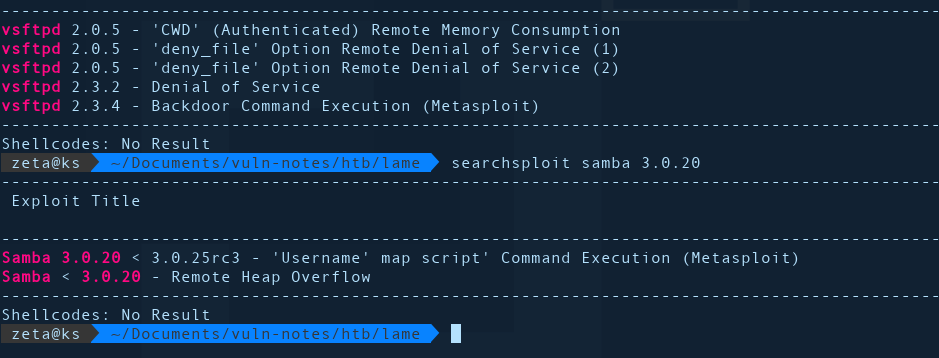 --------------------------------------------------------------------------------------
vsftpd 2.0.5 - 'CWD' (Authenticated) Remote Memory Consumption
vsftpd 2.0.5 - 'deny_file' Option Remote Denial of Service (1)
vsftpd 2.0.5 - 'deny_file' Option Remote Denial of Service (2)
vsftpd 2.3.2 - Denial of Service
vsftpd 2.3.4 - Backdoor Command Execution (Metasploit)
--------------------------------------------------------------------------------------
Shellcodes: No Result
zeta@ks ~/Documents/vuln-notes/htb/lame searchsploit samba 3.0.20
--------------------------------------------------------------------------------------
Exploit Title
--------------------------------------------------------------------------------------
Samba 3.0.20 < 3.0.25rc3 - 'Username' map script' Command Execution (Metasploit)
Samba < 3.0.20 - Remote Heap Overflow
--------------------------------------------------------------------------------------
Shellcodes: No Result
zeta@ks ~/Documents/vuln-notes/htb/lame